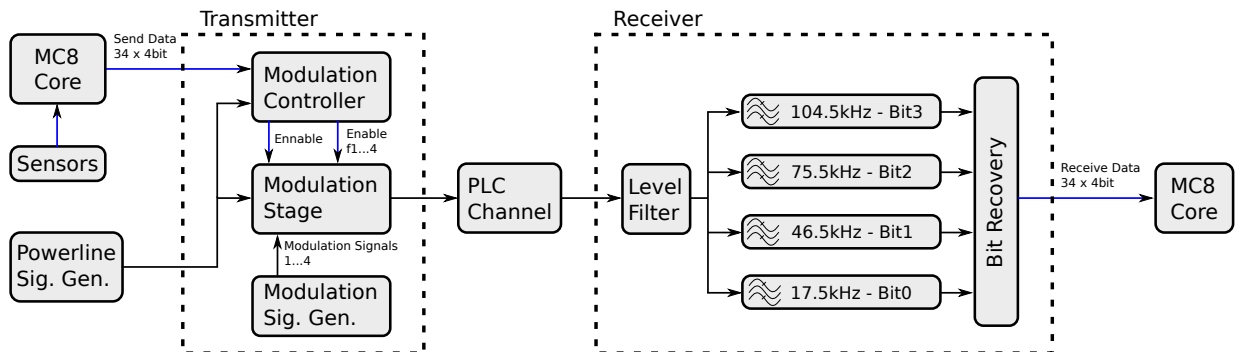 Transmitter
Receiver
MC8
Core
Send Data
34 x 4bit
Sensors
Powerline
Sig. Gen.
Modulation
Controller
Ennable
Enable
f1...4
Modulation
Stage
Modulation Signals
1...4
Modulation
Sig. Gen.
PLC
Channel
Level
Filter
104.5kHz - Bit3
75.5kHz - Bit2
46.5kHz - Bit1
17.5kHz - Bit0
Bit Recovery
Receive Data
34 x 4bit
MC8
Core